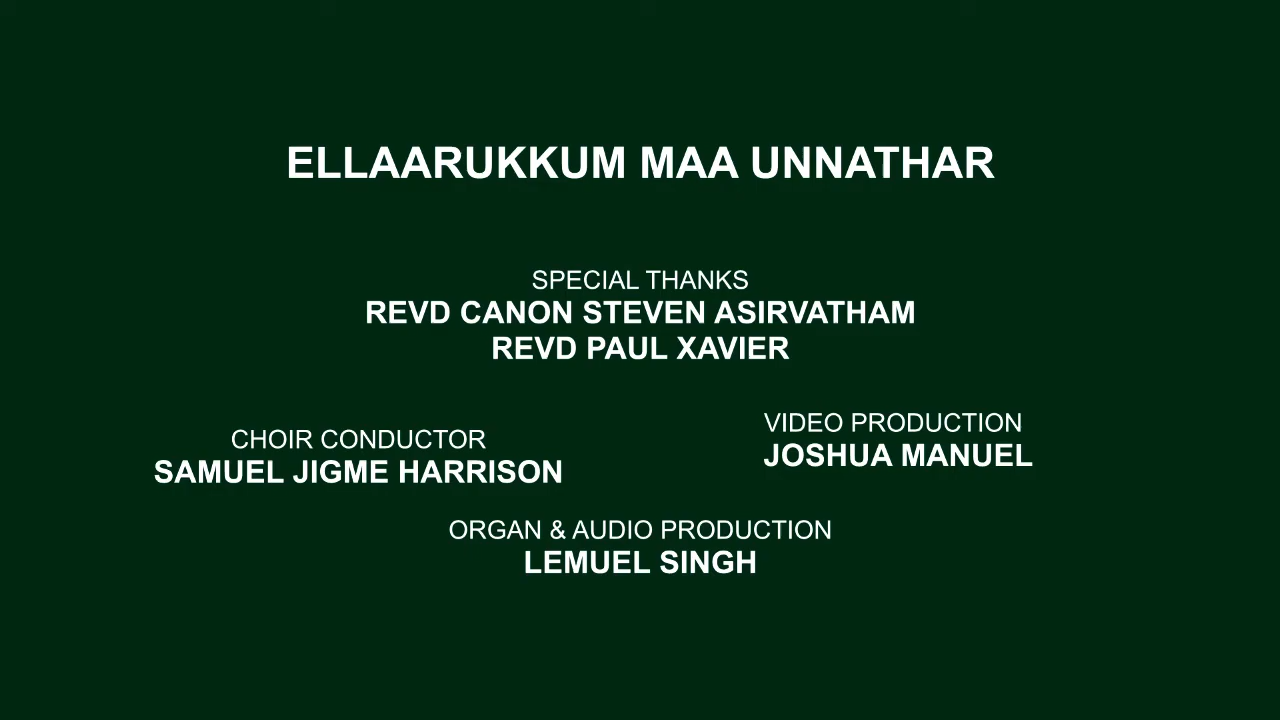 ELLAARUKKUM MAA UNNATHAR
SPECIAL THANKS
REVD CANON STEVEN ASIRVATHAM
REVD PAUL XAVIER
CHOIR CONDUCTOR
SAMUEL JIGME HARRISON
VIDEO PRODUCTION
JOSHUA MANUEL
ORGAN & AUDIO PRODUCTION
LEMUEL SINGH